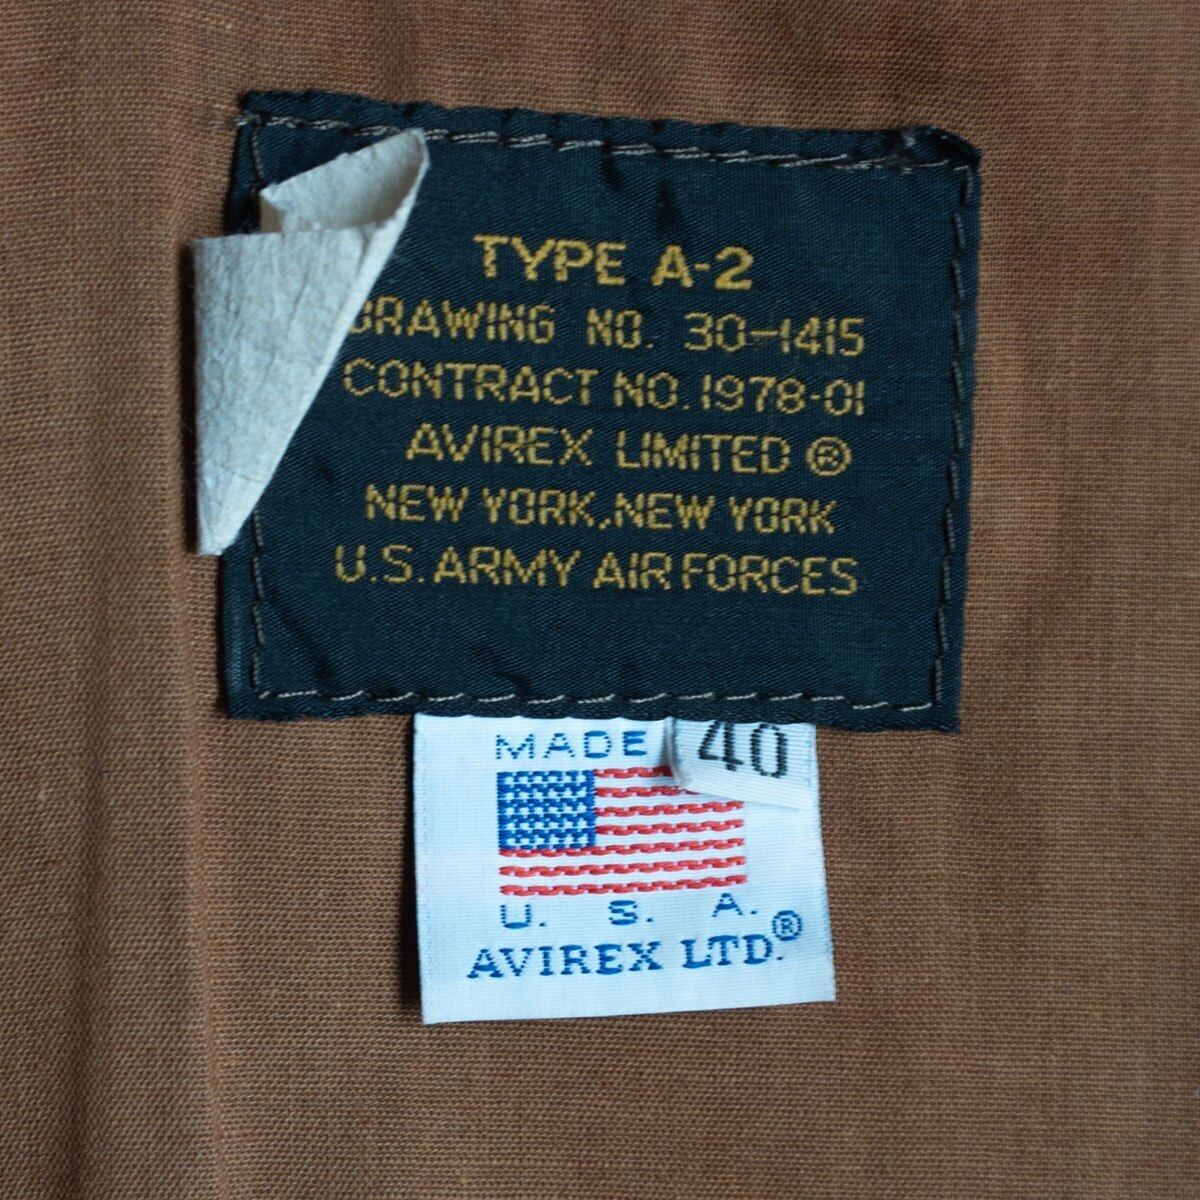 TYPE A-2
DRAWING NO. 30-1415
CONTRACT NO. 1978-01
AVIREX LIMITED ®
NEW YORK, NEW YORK
U.S. ARMY AIR FORCES
MADE
40
U. S. A.
AVIREX LTD.®